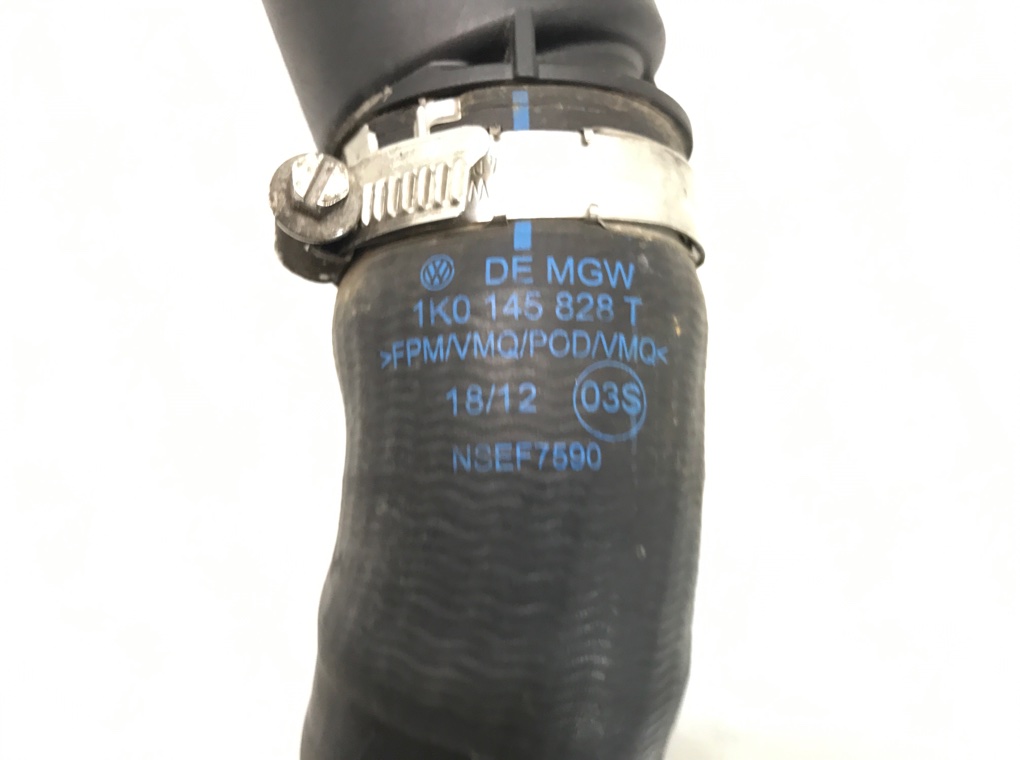 DE MGW
1K0 145 828 T
>FPM/VMQ/POD/VMQ<
18/12 03S
NSEF7590